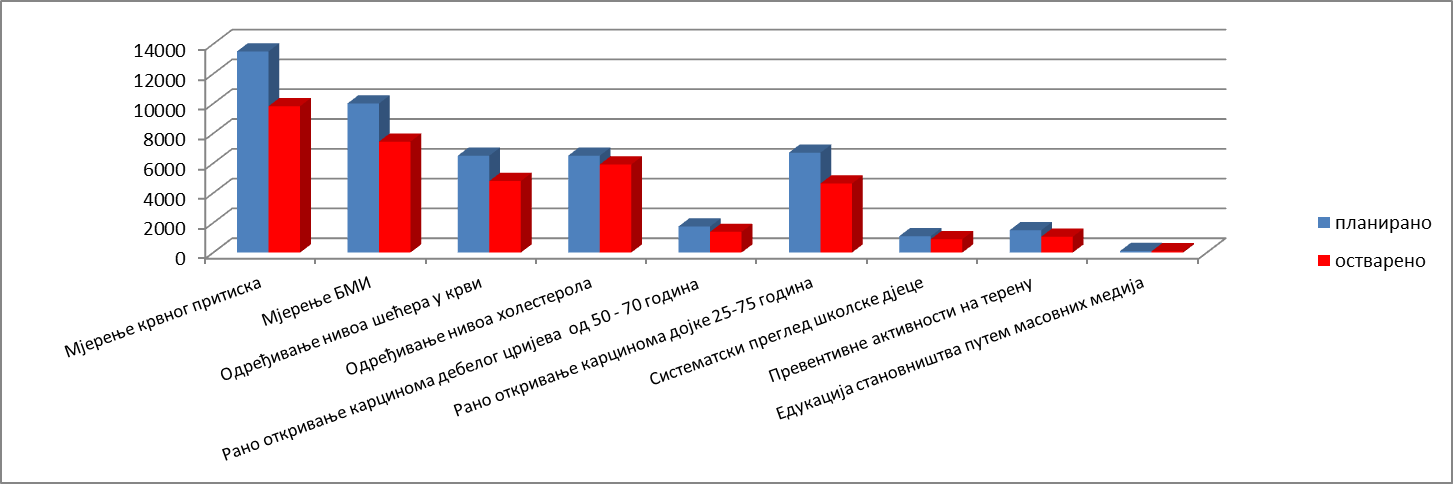 14000
12000
10000
8000
6000
4000
2000
0
Мјерење крвног притиска
Мјерење БМИ
Одређивање нивоа шећера у крви
Одређивање нивоа холестерола
Рано откривање карцинома дебелог цријева од 50 - 70 година
Рано откривање карцинома дојке 25-75 година
Систематски преглед школске дјеце
Превентивне активности на терену
Едукација становништва путем масовних медија
планирано
остварено